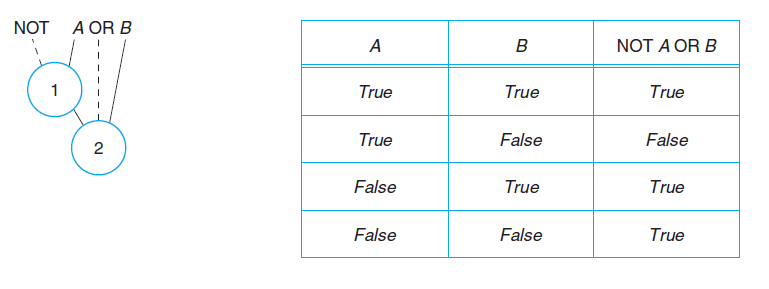 NOT A OR B
1
2
A B NOT A OR B
True True True
True False False
False True True
False False True